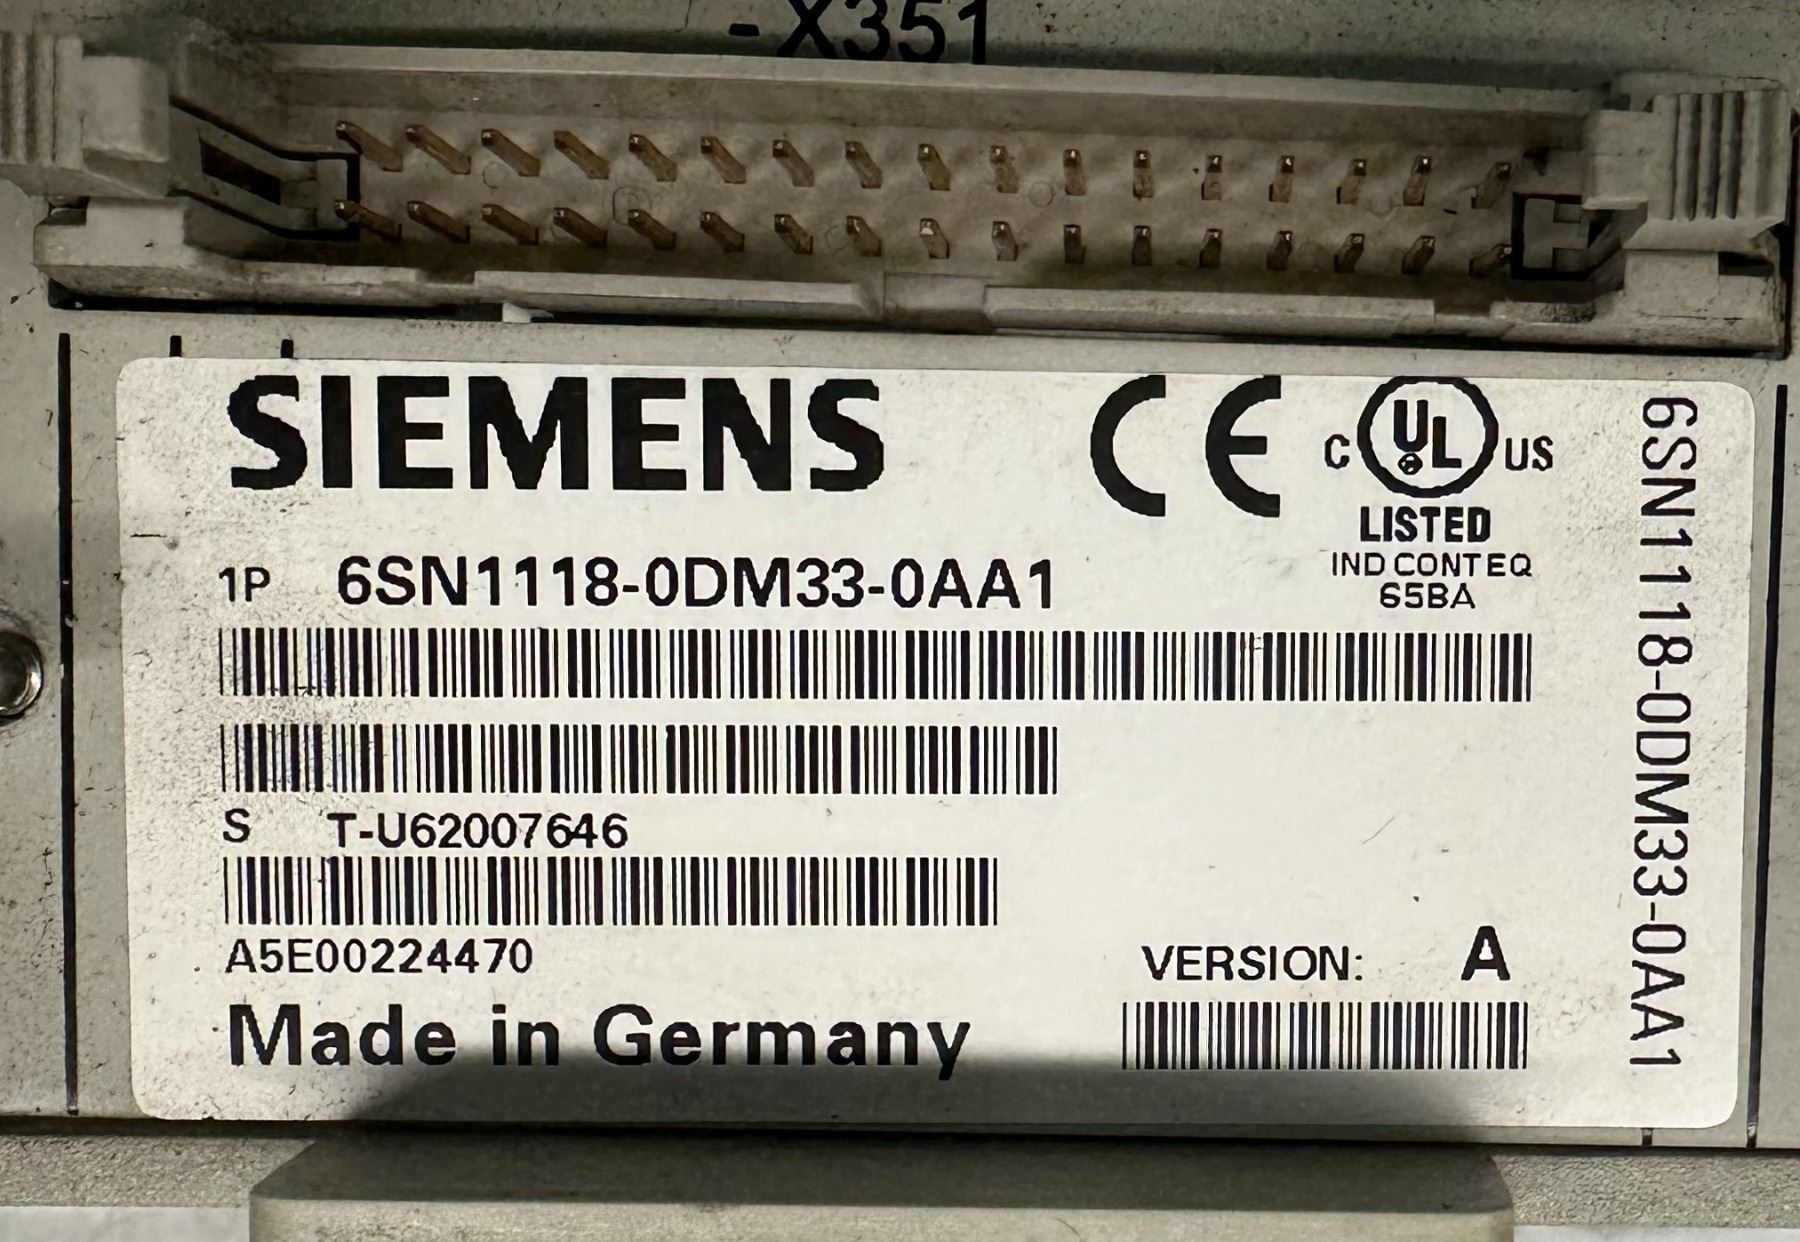 -X351
SIEMENS
CE
C UL US
LISTED
IND CONT EQ
65BA
1P 6SN1118-0DM33-0AA1
S T-U62007646
A5E00224470
VERSION: A
Made in Germany
6SN1118-0DM33-0AA1